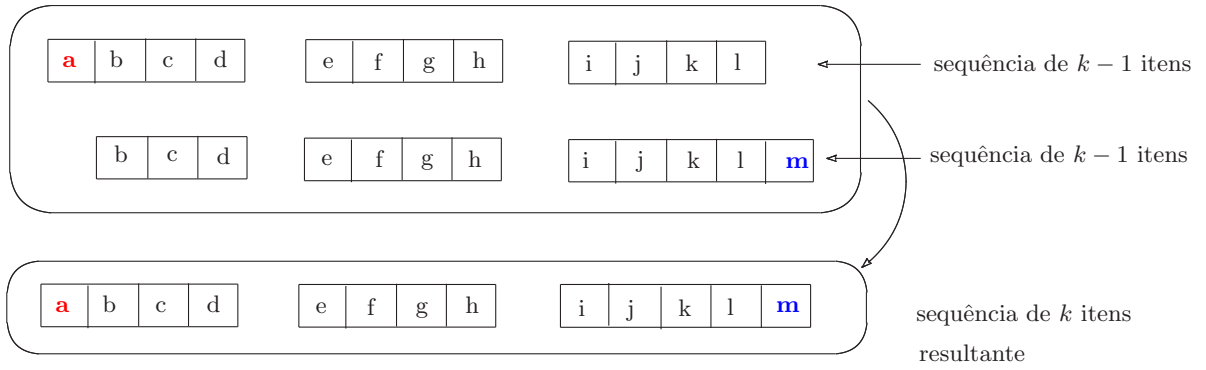 a b c d e f g h i j k l sequência de k − 1 itens
b c d e f g h i j k l m sequência de k − 1 itens
a b c d e f g h i j k l m
sequência de k itens
resultante